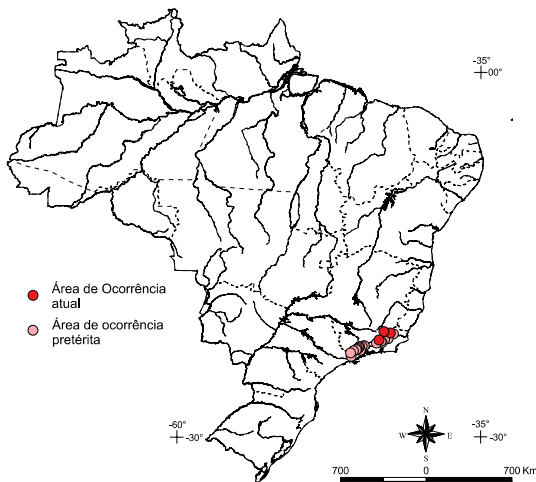 -35°
00°
Área de Ocorrência
atual
Área de ocorrência
pretérita
-60°
-30°
N
W E
S
-35°
-30°
700 0 700 Km